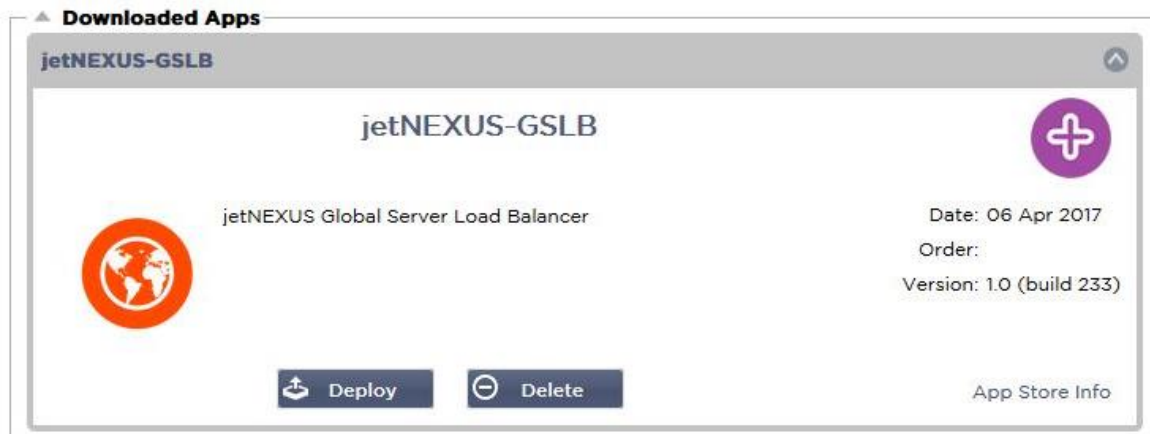 Downloaded Apps
jetNEXUS-GSLB
jetNEXUS-GSLB
jetNEXUS Global Server Load Balancer
Date: 06 Apr 2017
Order:
Version: 1.0 (build 233)
Deploy
Delete
App Store Info